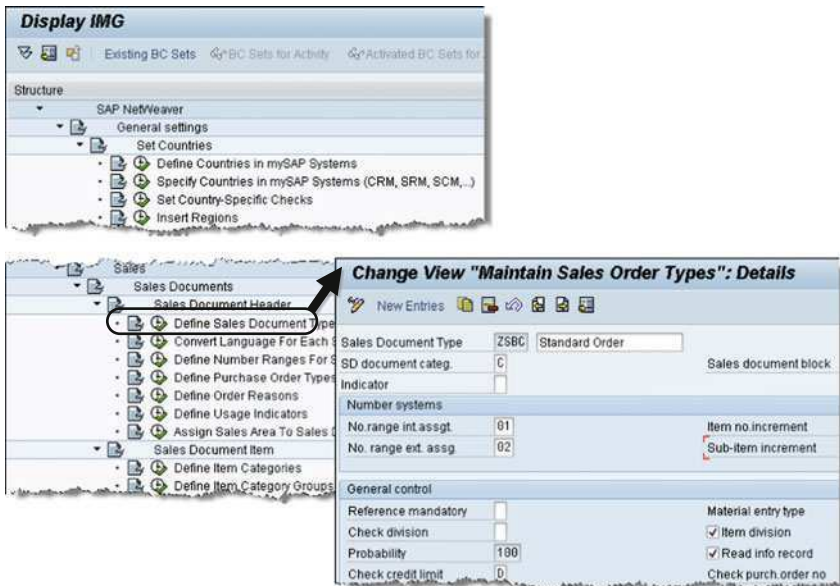 Display IMG
Existing BC Sets BC Sets for Activity Activated BC Sets for
Structure
SAP NetWeaver
General settings
Set Countries
Define Countries in mySAP Systems
Specify Countries in mySAP Systems (CRM, SRM, SCM,...)
Set Country-Specific Checks
Insert Regions
Sales
Sales Documents
Sales Document Header
Define Sales Document Type
Convert Language For Each S
Define Number Ranges For S
Define Purchase Order Types
Define Order Reasons
Define Usage Indicators
Assign Sales Area To Sales
Sales Document Item
Define Item Categories
Define Item Category Groups
Change View "Maintain Sales Order Types": Details
New Entries
Sales Document Type ZSBC Standard Order
SD document categ. C Sales document block
Indicator
Number systems
No.range int.assgt. 01 Item no.increment
No. range ext. assg. 02 Sub-item increment
General control
Reference mandatory Material entry type
Check division Item division
Probability 100 Read info record
Check credit limit D Check purch.order no